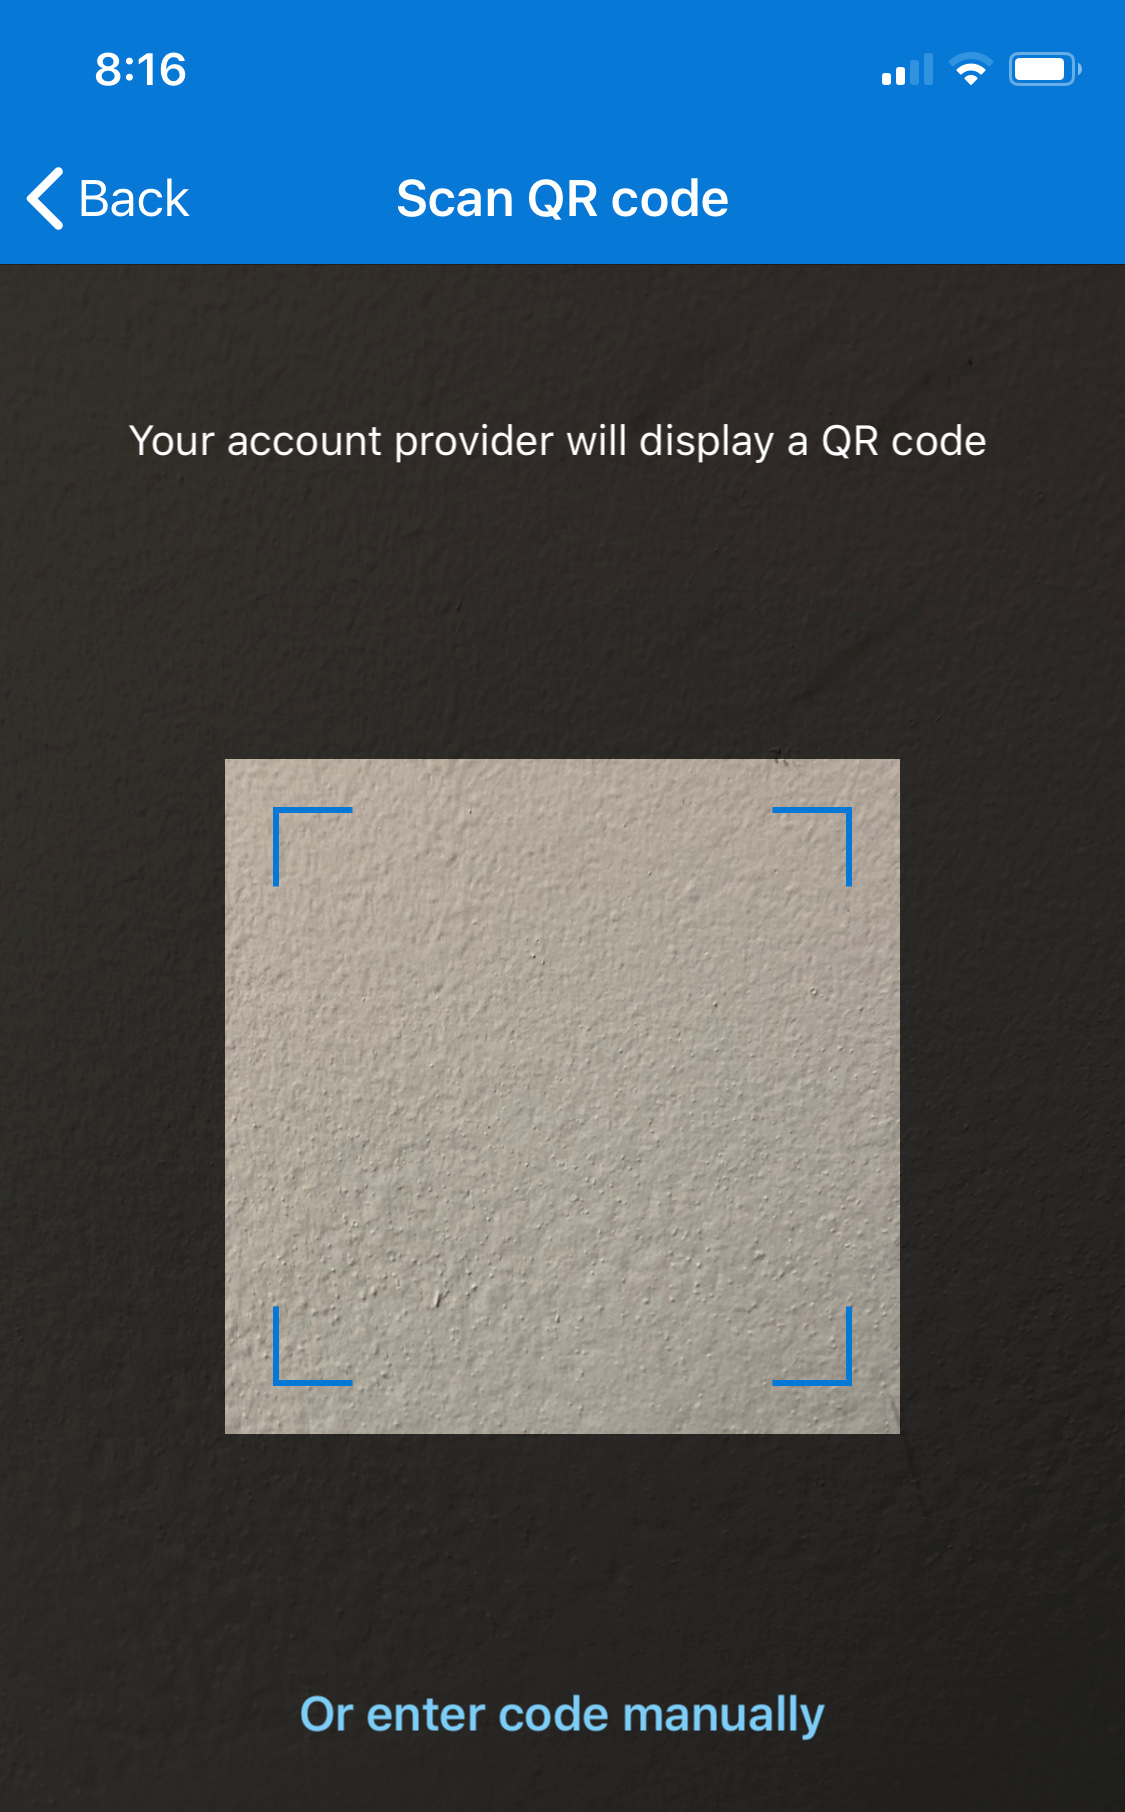 8:16
Back
Scan QR code
Your account provider will display a QR code
Or enter code manually